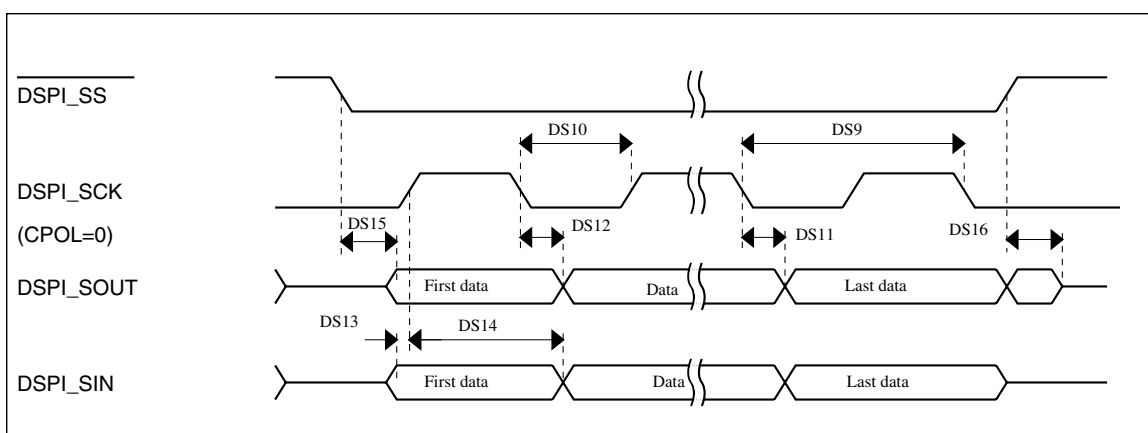 DSPI_SS
DS10 DS9
DSPI_SCK
(CPOL=0)
DS15 DS12 DS11 DS16
DSPI_SOUT First data Data Last data
DS13 DS14
DSPI_SIN First data Data Last data